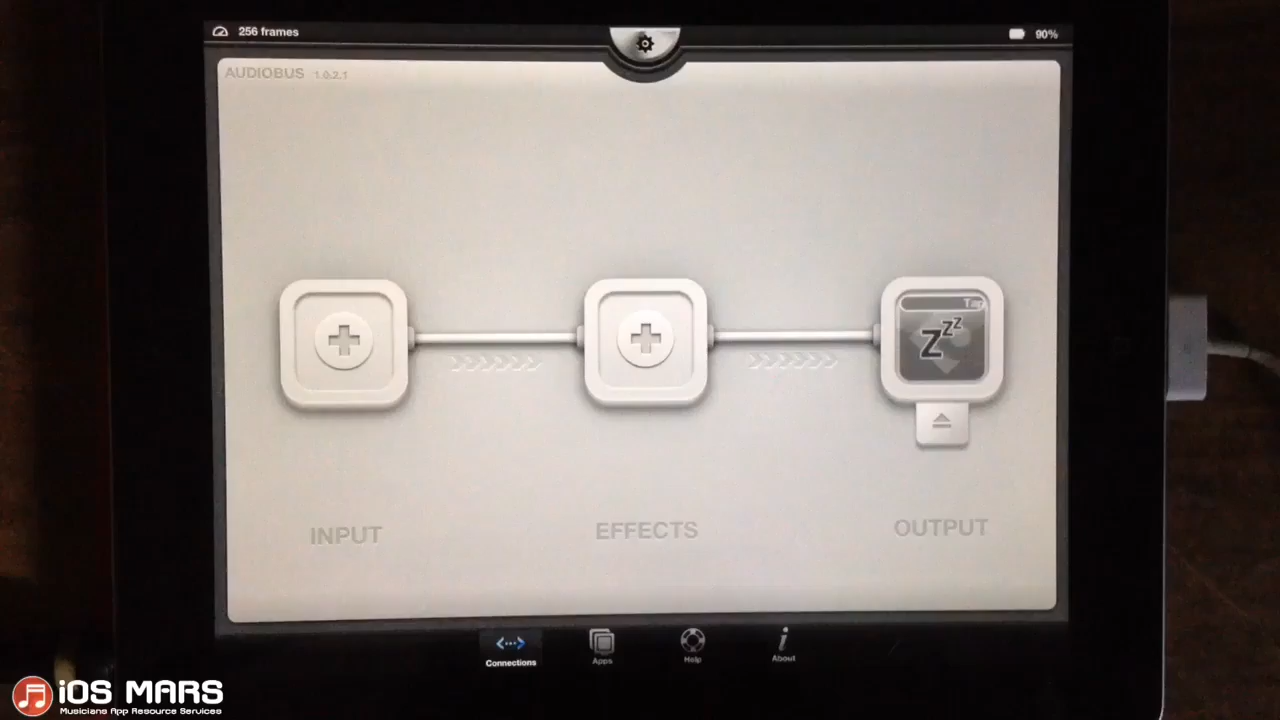 256 frames
90%
AUDIOBUS 1.0.2.1
Tap
zzz
INPUT
EFFECTS
OUTPUT
Connections
Apps
Help
About
iOS MARS
Musicians App Resource Services